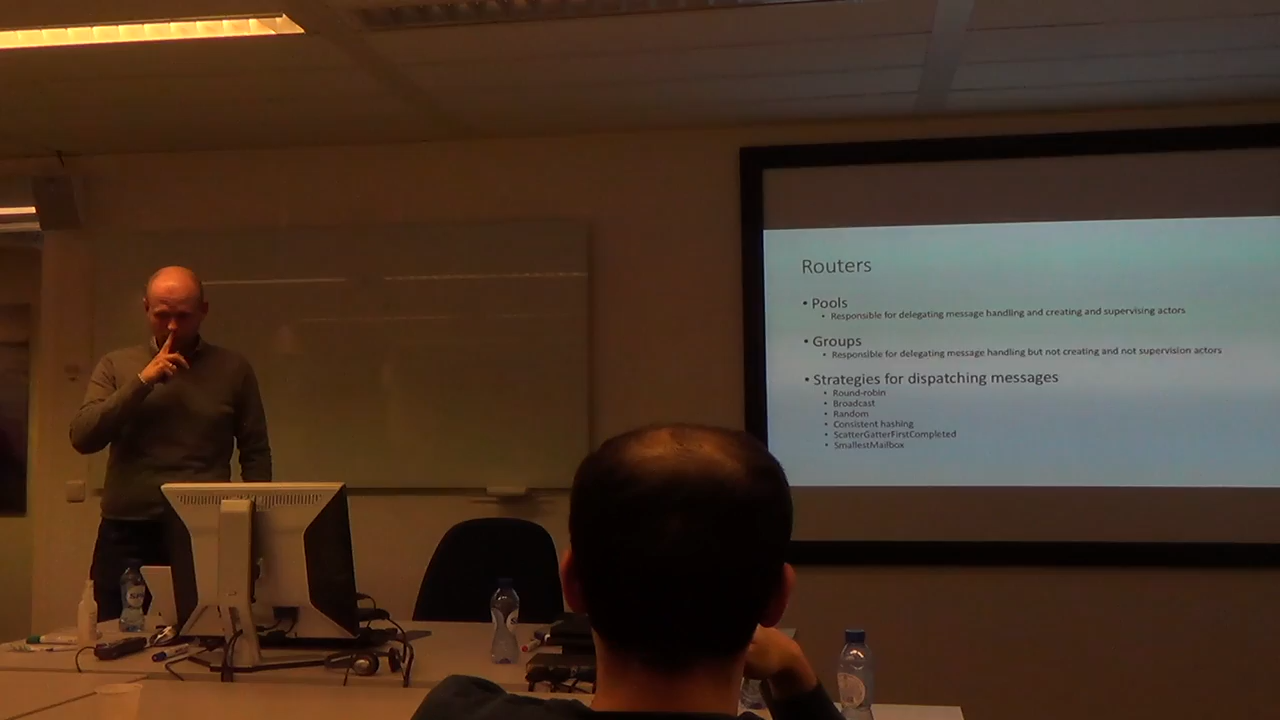 Routers
• Pools
• Responsible for delegating message handling and creating and supervising actors
• Groups
• Responsible for delegating message handling but not creating and not supervision actors
• Strategies for dispatching messages
• Round-robin
• Broadcast
• Random
• Consistent hashing
• ScatterGatterFirstCompleted
• SmallestMailbox